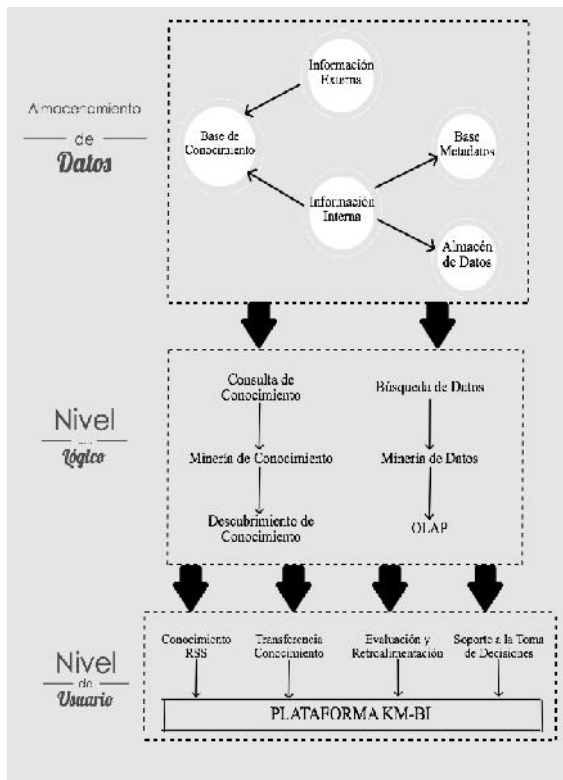 Almacenamiento
de
Datos
Información
Externa
Base de
Conocimiento
Base
Metadatos
Información
Interna
Almacén
de Datos
Nivel
Lógico
Consulta de
Conocimiento
Búsqueda de Datos
Minería de Conocimiento
Minería de Datos
Descubrimiento de
Conocimiento
OLAP
Nivel
de
Usuario
Conocimiento
RSS
Transferencia
Conocimiento
Evaluación y
Retroalimentación
Soporte a la Toma
de Decisiones
PLATAFORMA KM-BI